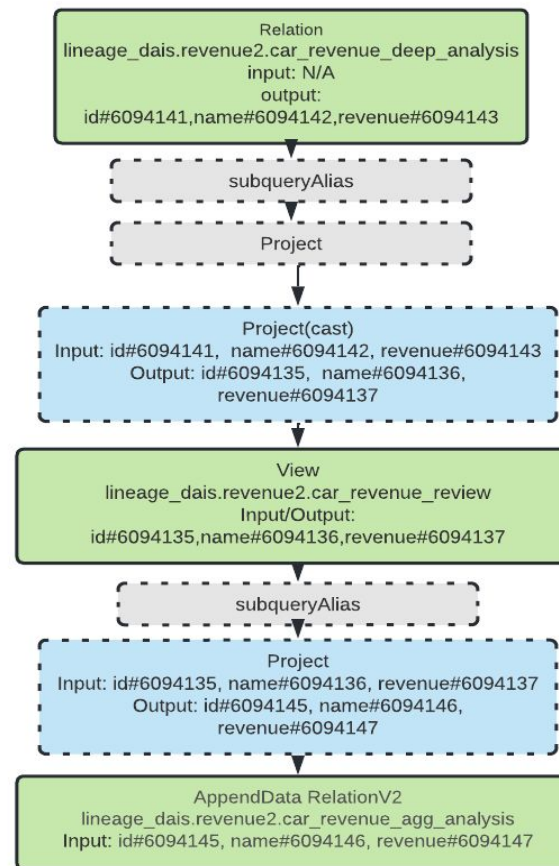 Relation
lineage_dais.revenue2.car_revenue_deep_analysis
input: N/A
output:
id#6094141,name#6094142,revenue#6094143
subqueryAlias
Project
Project(cast)
Input: id#6094141, name#6094142, revenue#6094143
Output: id#6094135, name#6094136,
revenue#6094137
View
lineage_dais.revenue2.car_revenue_review
Input/Output:
id#6094135,name#6094136,revenue#6094137
subqueryAlias
Project
Input: id#6094135, name#6094136, revenue#6094137
Output: id#6094145, name#6094146,
revenue#6094147
AppendData RelationV2
lineage_dais.revenue2.car_revenue_agg_analysis
Input: id#6094145, name#6094146, revenue#6094147